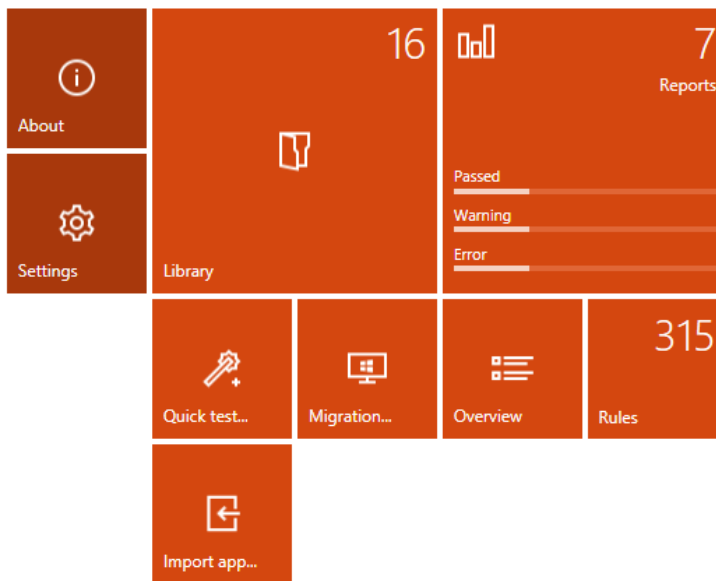 About
Settings
16
Library
7
Reports
Passed
Warning
Error
Quick test...
Migration...
Overview
315
Rules
Import app...